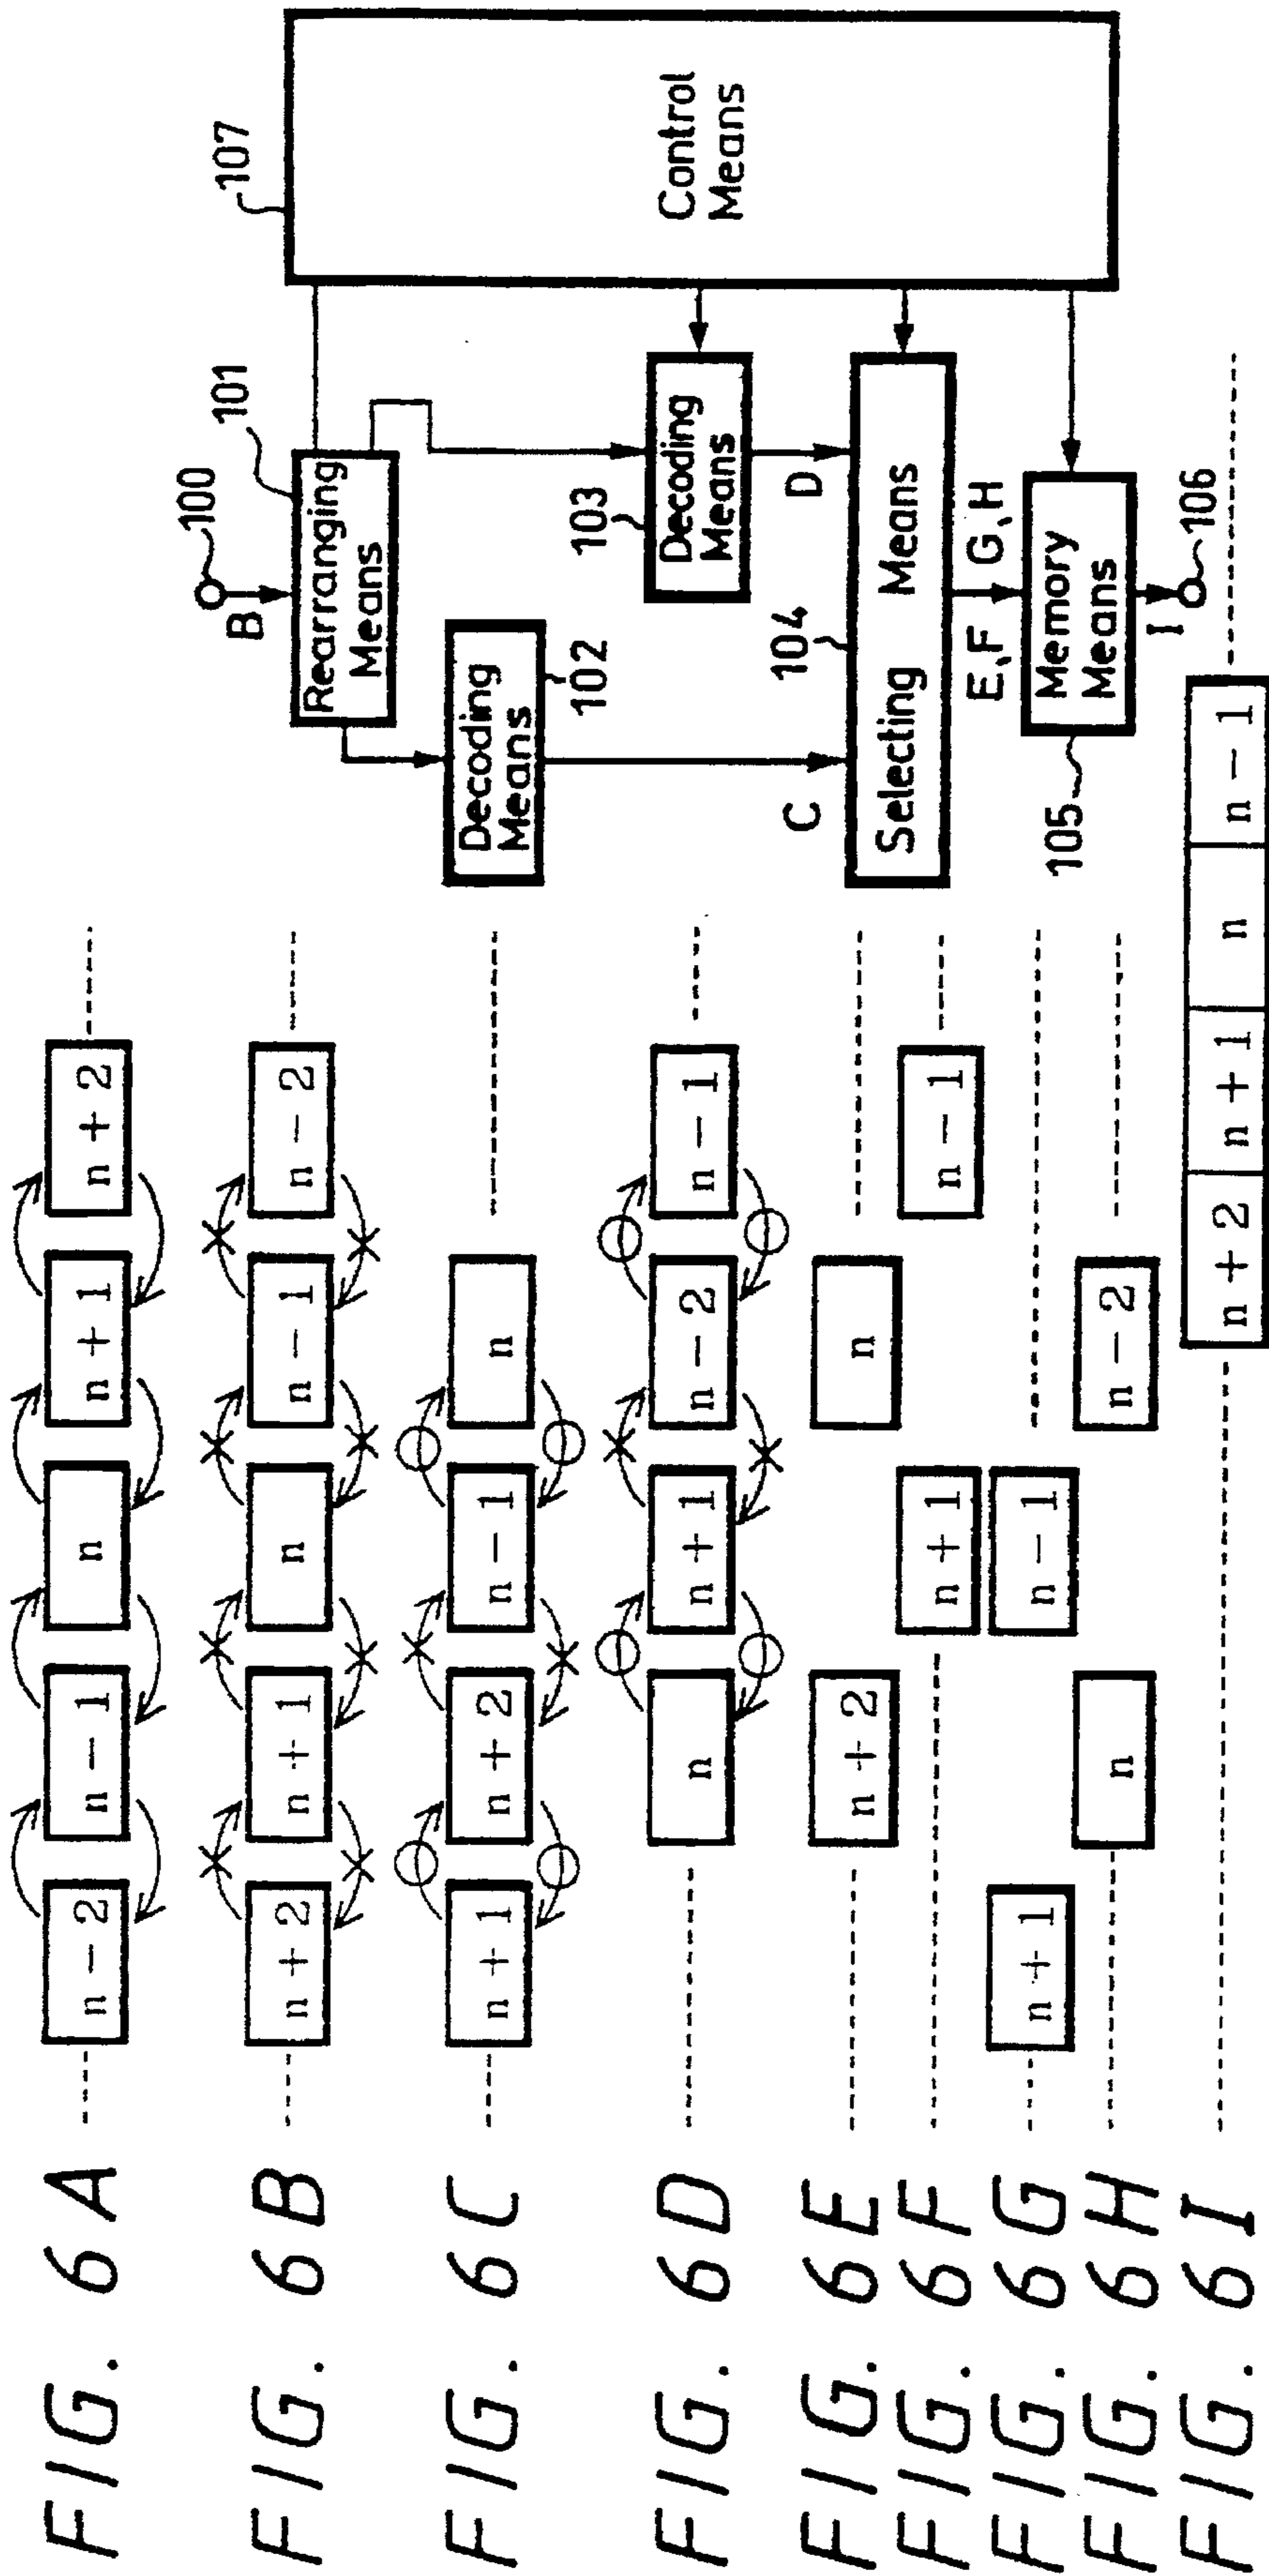 FIG. 6A
n - 2
n - 1
n
n + 1
n + 2
FIG. 6B
n + 2
n + 1
n
n - 1
n - 2
FIG. 6C
n + 1
n + 2
n - 1
n
FIG. 6D
n
n + 1
n - 2
n - 1
FIG. 6E
n + 2
n
FIG. 6F
n + 1
n - 1
FIG. 6G
n + 1
n - 1
FIG. 6H
n
n - 2
FIG. 6I
n + 2
n + 1
n
n - 1
100
B
101
Rearranging
Means
107
Control
Means
Decoding
Means
102
103
Decoding
Means
C
D
104
Selecting Means
E,F G,H
Memory
Means
105
I
106